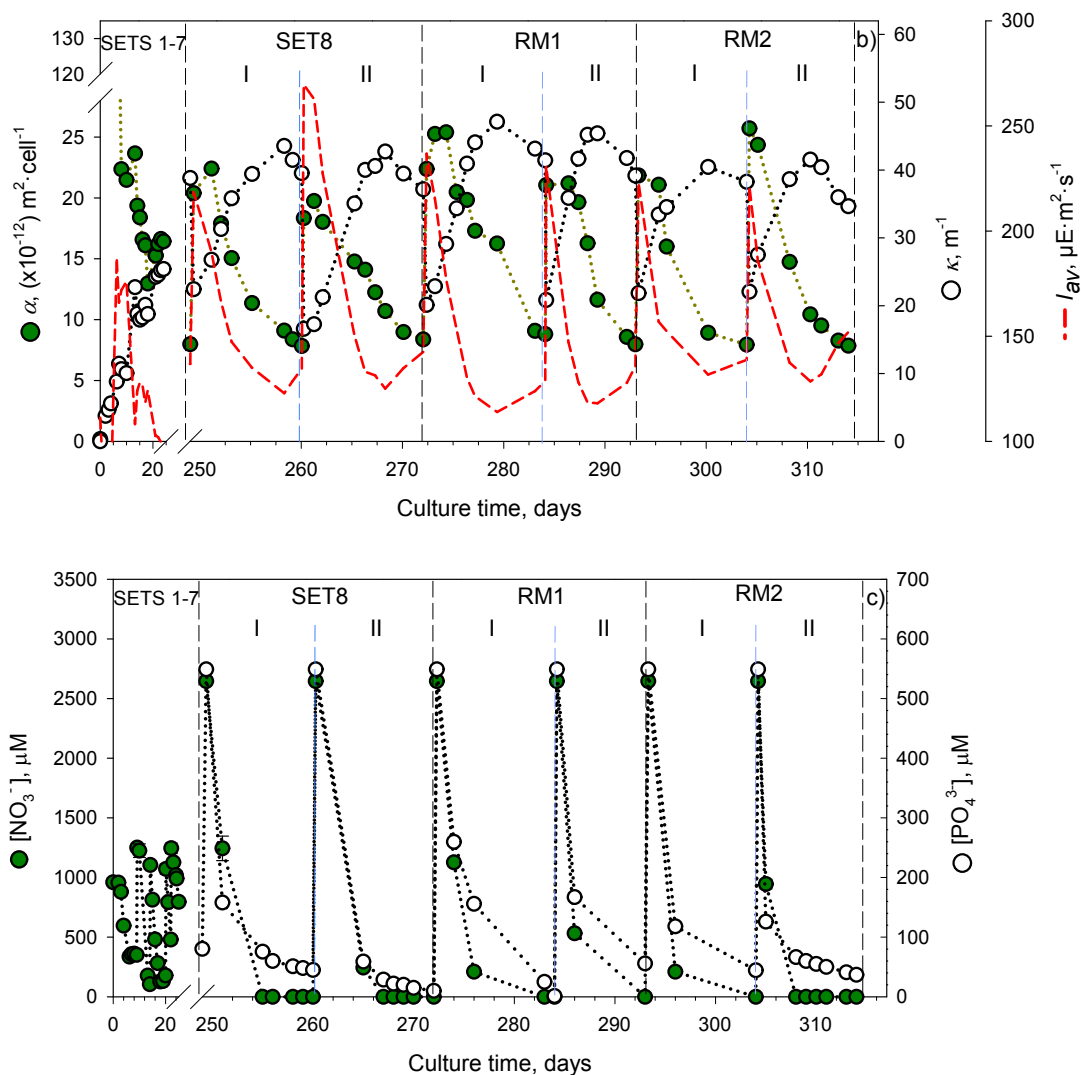 SETS 1-7 SET8 RM1 RM2 b)
I II I II I II
130
120
25
20
15
10
5
0
α, (x10⁻¹²) m²·cell⁻¹
60
50
40
30
20
10
0
κ, m⁻¹
300
250
200
150
100
I_av, µE·m²·s⁻¹
0 20 250 260 270 280 290 300 310
Culture time, days
SETS 1-7 SET8 RM1 RM2 c)
I II I II I II
3500
3000
2500
2000
1500
1000
500
0
[NO₃⁻], µM
700
600
500
400
300
200
100
0
[PO₄³⁻], µM
0 20 250 260 270 280 290 300 310
Culture time, days